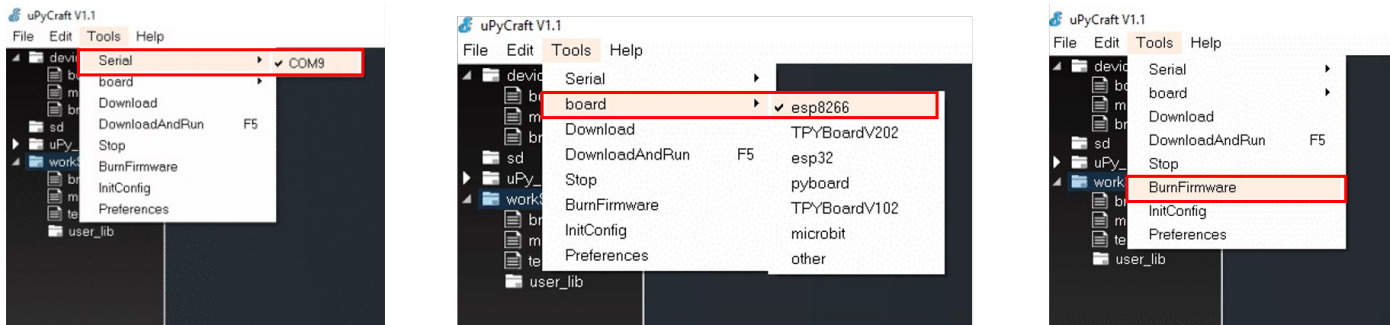 uPyCraft V1.1
File Edit Tools Help
Serial
COM9
board
Download
DownloadAndRun F5
Stop
BurnFirmware
InitConfig
Preferences
sd
user_lib
uPyCraft V1.1
File Edit Tools Help
Serial
board
esp8266
TPYBoardV202
esp32
pyboard
TPYBoardV102
microbit
other
Download
DownloadAndRun F5
Stop
BurnFirmware
InitConfig
Preferences
sd
user_lib
uPyCraft V1.1
File Edit Tools Help
Serial
board
Download
DownloadAndRun F5
Stop
BurnFirmware
InitConfig
Preferences
sd
user_lib